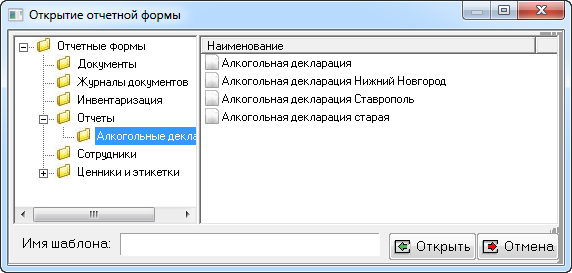 Открытие отчетной формы
Отчетные формы
Документы
Журналы документов
Инвентаризация
Отчеты
Алкогольные декла
Сотрудники
Ценники и этикетки
Наименование
Алкогольная декларация
Алкогольная декларация Нижний Новгород
Алкогольная декларация Ставрополь
Алкогольная декларация старая
Имя шаблона:
Открыть
Отмена